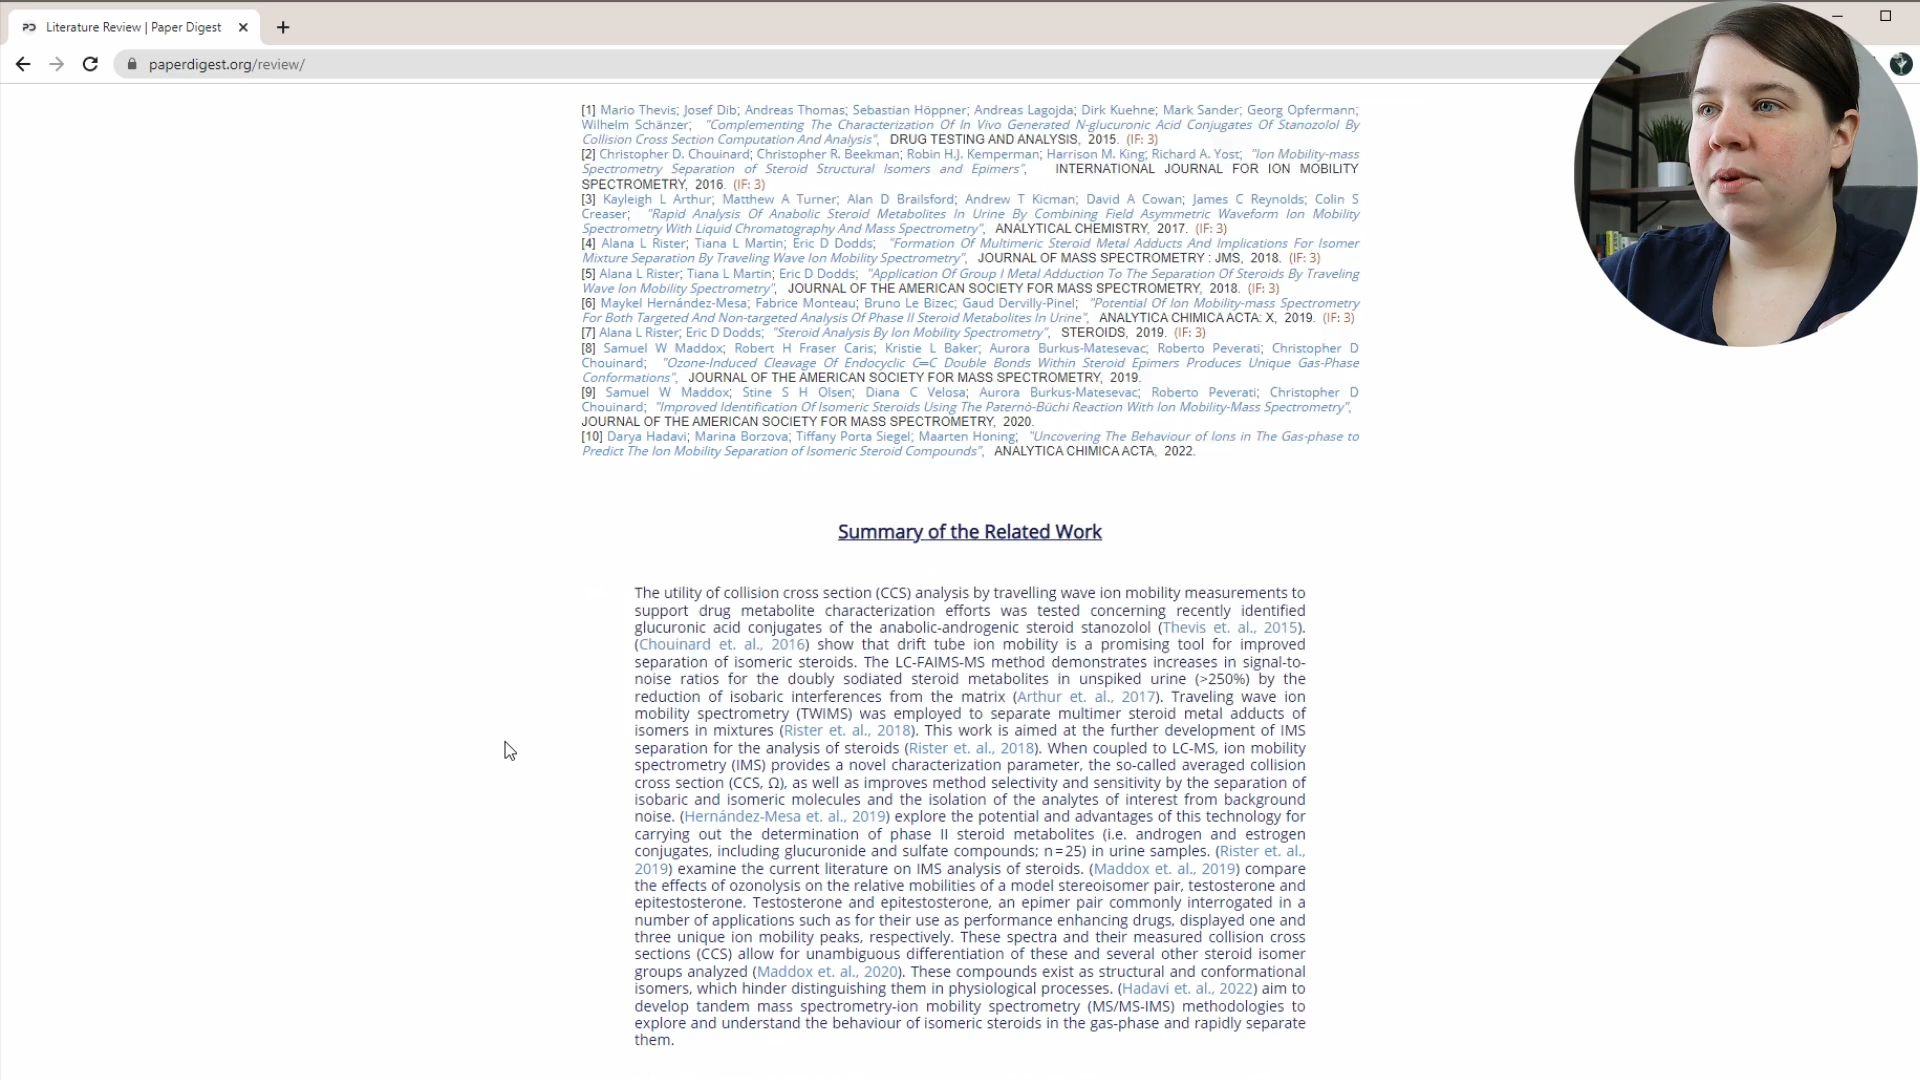 Literature Review | Paper Digest
paperdigest.org/review/
[1] Mario Thevis; Josef Dib; Andreas Thomas; Sebastian Höppner; Andreas Lagojda; Dirk Kuehne; Mark Sander; Georg Opfermann;
Wilhelm Schänzer; "Complementing The Characterization Of In Vivo Generated N-glucuronic Acid Conjugates Of Stanozolol By
Collision Cross Section Computation And Analysis", DRUG TESTING AND ANALYSIS, 2015. (IF: 3)
[2] Christopher D. Chouinard; Christopher R. Beekman; Robin H.J. Kemperman; Harrison M. King; Richard A. Yost; "Ion Mobility-mass
Spectrometry Separation of Steroid Structural Isomers and Epimers", INTERNATIONAL JOURNAL FOR ION MOBILITY
SPECTROMETRY, 2016. (IF: 3)
[3] Kayleigh L Arthur; Matthew A Turner; Alan D Brailsford; Andrew T Kicman; David A Cowan; James C Reynolds; Colin S
Creaser; "Rapid Analysis Of Anabolic Steroid Metabolites In Urine By Combining Field Asymmetric Waveform Ion Mobility
Spectrometry With Liquid Chromatography And Mass Spectrometry", ANALYTICAL CHEMISTRY, 2017. (IF: 3)
[4] Alana L Rister; Tiana L Martin; Eric D Dodds; "Formation Of Multimeric Steroid Metal Adducts And Implications For Isomer
Mixture Separation By Traveling Wave Ion Mobility Spectrometry", JOURNAL OF MASS SPECTROMETRY : JMS, 2018. (IF: 3)
[5] Alana L Rister; Tiana L Martin; Eric D Dodds; "Application Of Group I Metal Adduction To The Separation Of Steroids By Traveling
Wave Ion Mobility Spectrometry", JOURNAL OF THE AMERICAN SOCIETY FOR MASS SPECTROMETRY, 2018. (IF: 3)
[6] Maykel Hernández-Mesa; Fabrice Monteau; Bruno Le Bizec; Gaud Dervilly-Pinel; "Potential Of Ion Mobility-mass Spectrometry
For Both Targeted And Non-targeted Analysis Of Phase II Steroid Metabolites In Urine", ANALYTICA CHIMICA ACTA: X, 2019. (IF: 3)
[7] Alana L Rister; Eric D Dodds; "Steroid Analysis By Ion Mobility Spectrometry", STEROIDS, 2019. (IF: 3)
[8] Samuel W Maddox; Robert H Fraser Caris; Kristie L Baker; Aurora Burkus-Matesevac; Roberto Peverati; Christopher D
Chouinard; "Ozone-Induced Cleavage Of Endocyclic C═C Double Bonds Within Steroid Epimers Produces Unique Gas-Phase
Conformations", JOURNAL OF THE AMERICAN SOCIETY FOR MASS SPECTROMETRY, 2019.
[9] Samuel W Maddox; Stine S H Olsen; Diana C Velosa; Aurora Burkus-Matesevac; Roberto Peverati; Christopher D
Chouinard; "Improved Identification Of Isomeric Steroids Using The Paternò-Büchi Reaction With Ion Mobility-Mass Spectrometry",
JOURNAL OF THE AMERICAN SOCIETY FOR MASS SPECTROMETRY, 2020.
[10] Darya Hadavi; Marina Borzova; Tiffany Porta Siegel; Maarten Honing; "Uncovering The Behaviour of Ions in The Gas-phase to
Predict The Ion Mobility Separation of Isomeric Steroid Compounds", ANALYTICA CHIMICA ACTA, 2022.
Summary of the Related Work
The utility of collision cross section (CCS) analysis by travelling wave ion mobility measurements to
support drug metabolite characterization efforts was tested concerning recently identified
glucuronic acid conjugates of the anabolic-androgenic steroid stanozolol (Thevis et. al., 2015).
(Chouinard et. al., 2016) show that drift tube ion mobility is a promising tool for improved
separation of isomeric steroids. The LC-FAIMS-MS method demonstrates increases in signal-to-
noise ratios for the doubly sodiated steroid metabolites in unspiked urine (>250%) by the
reduction of isobaric interferences from the matrix (Arthur et. al., 2017). Traveling wave ion
mobility spectrometry (TWIMS) was employed to separate multimer steroid metal adducts of
isomers in mixtures (Rister et. al., 2018). This work is aimed at the further development of IMS
separation for the analysis of steroids (Rister et. al., 2018). When coupled to LC-MS, ion mobility
spectrometry (IMS) provides a novel characterization parameter, the so-called averaged collision
cross section (CCS, Ω), as well as improves method selectivity and sensitivity by the separation of
isobaric and isomeric molecules and the isolation of the analytes of interest from background
noise. (Hernández-Mesa et. al., 2019) explore the potential and advantages of this technology for
carrying out the determination of phase II steroid metabolites (i.e. androgen and estrogen
conjugates, including glucuronide and sulfate compounds; n = 25) in urine samples. (Rister et. al.,
2019) examine the current literature on IMS analysis of steroids. (Maddox et. al., 2019) compare
the effects of ozonolysis on the relative mobilities of a model stereoisomer pair, testosterone and
epitestosterone. Testosterone and epitestosterone, an epimer pair commonly interrogated in a
number of applications such as for their use as performance enhancing drugs, displayed one and
three unique ion mobility peaks, respectively. These spectra and their measured collision cross
sections (CCS) allow for unambiguous differentiation of these and several other steroid isomer
groups analyzed (Maddox et. al., 2020). These compounds exist as structural and conformational
isomers, which hinder distinguishing them in physiological processes. (Hadavi et. al., 2022) aim to
develop tandem mass spectrometry-ion mobility spectrometry (MS/MS-IMS) methodologies to
explore and understand the behaviour of isomeric steroids in the gas-phase and rapidly separate
them.